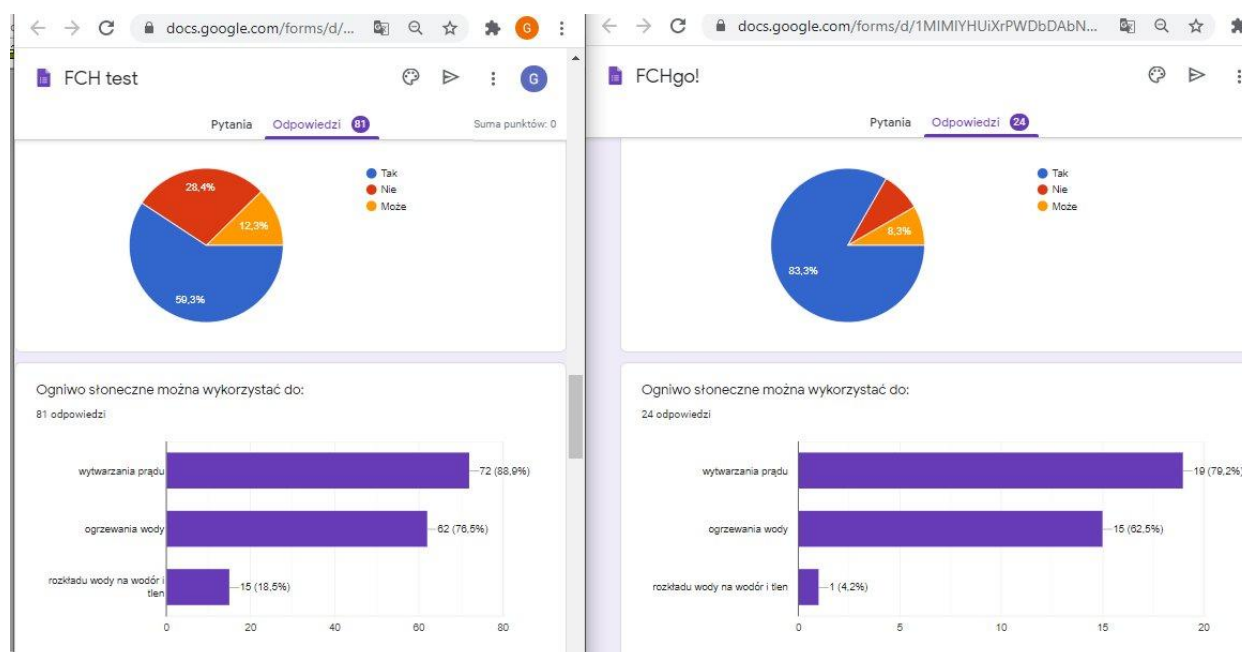 docs.google.com/forms/d/...
G
FCH test
G
Pytania Odpowiedzi 81
Suma punktów: 0
28,4%
12,3%
59,3%
Tak
Nie
Może
Ogniwo słoneczne można wykorzystać do:
81 odpowiedzi
wytwarzania prądu
72 (88,9%)
ogrzewania wody
62 (76,5%)
rozkładu wody na wodór i
tlen
15 (18,5%)
0 20 40 60 80
docs.google.com/forms/d/1MIMIYHUiXrPWDbDAbN...
FCHgo!
Pytania Odpowiedzi 24
8,3%
83,3%
Tak
Nie
Może
Ogniwo słoneczne można wykorzystać do:
24 odpowiedzi
wytwarzania prądu
19 (79,2%)
ogrzewania wody
15 (62,5%)
rozkładu wody na wodór i tlen
1 (4,2%)
0 5 10 15 20